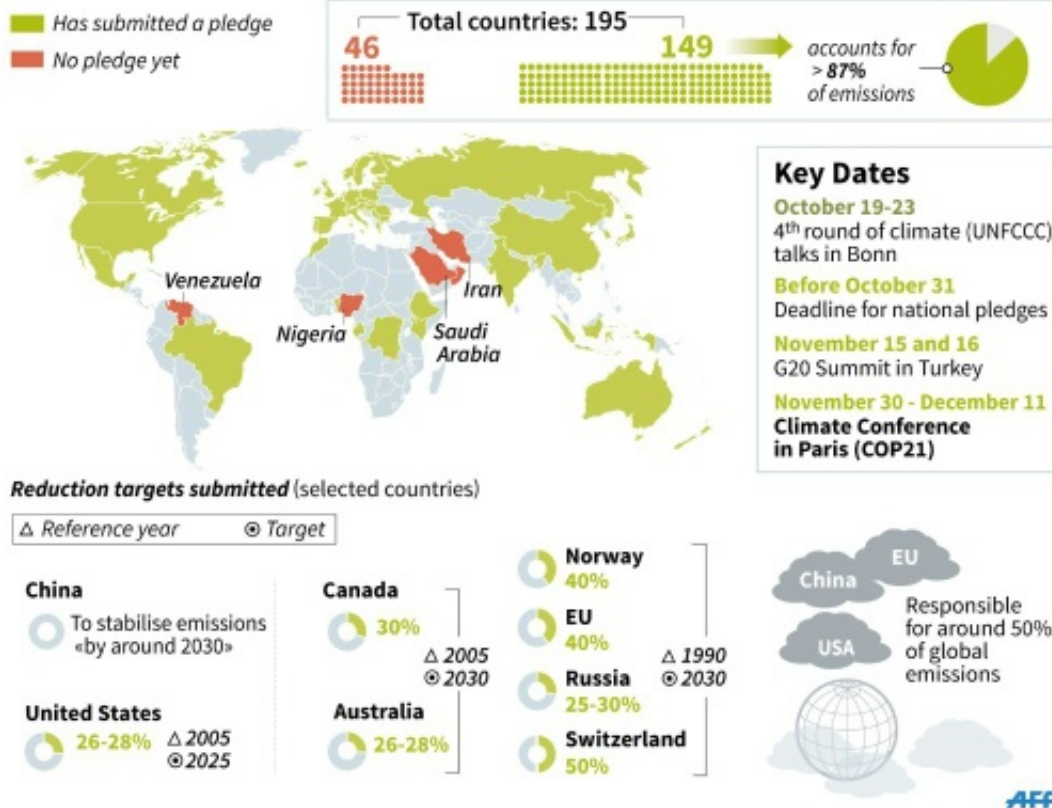 Has submitted a pledge
No pledge yet
Total countries: 195
46
149
accounts for
> 87%
of emissions
Venezuela
Nigeria
Saudi
Arabia
Iran
Key Dates
October 19-23
4th round of climate (UNFCCC)
talks in Bonn
Before October 31
Deadline for national pledges
November 15 and 16
G20 Summit in Turkey
November 30 - December 11
Climate Conference
in Paris (COP21)
Reduction targets submitted (selected countries)
△ Reference year ⦿ Target
China
To stabilise emissions
«by around 2030»
United States
26-28%
△ 2005
⦿ 2025
Canada
30%
Australia
26-28%
△ 2005
⦿ 2030
Norway
40%
EU
40%
Russia
25-30%
Switzerland
50%
△ 1990
⦿ 2030
China
EU
USA
Responsible
for around 50%
of global
emissions
AFP